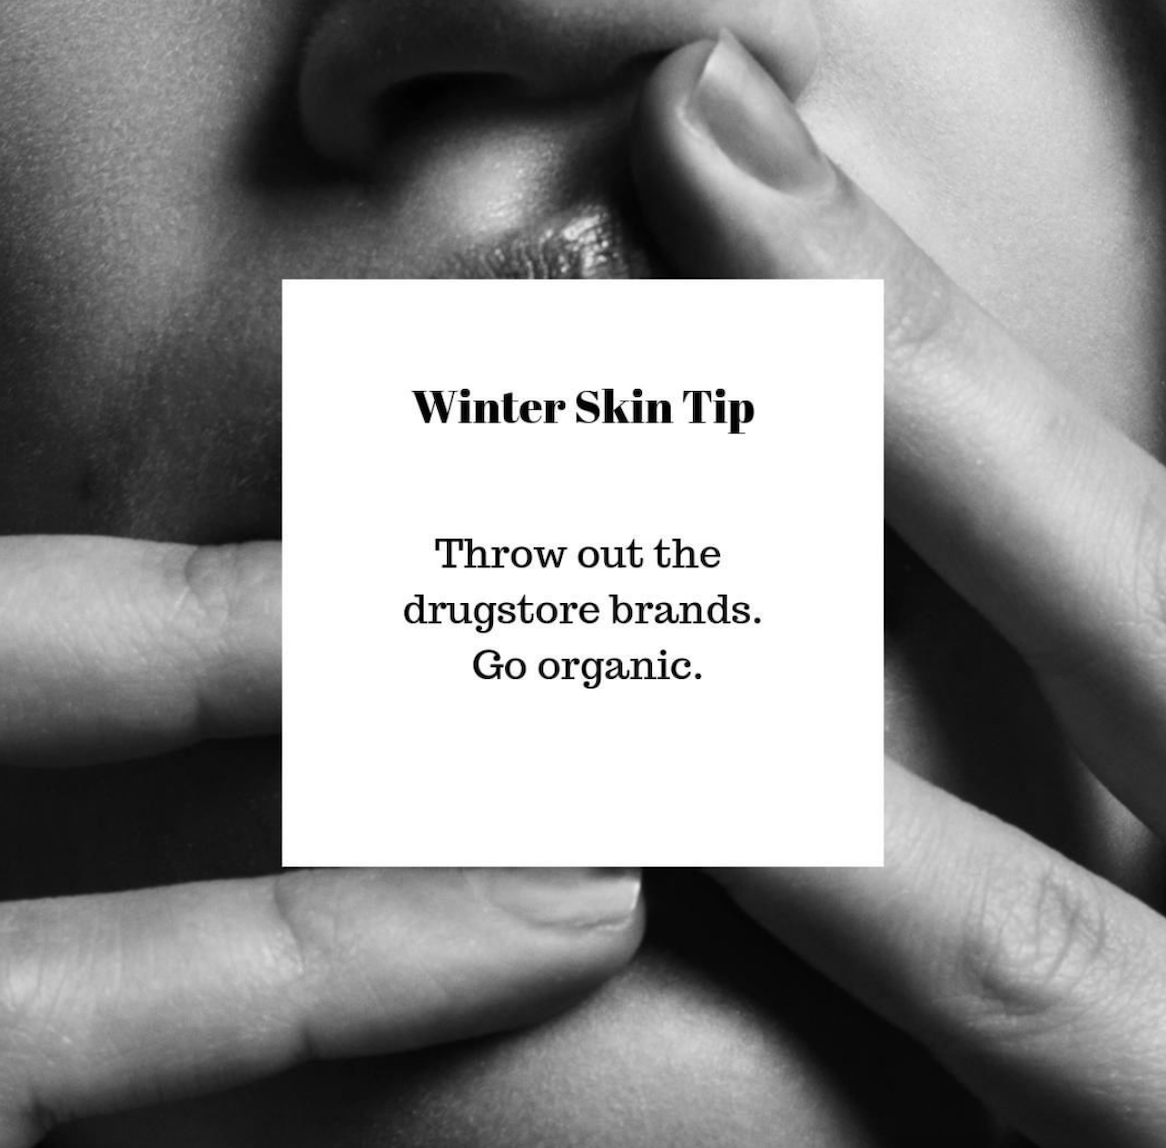 Winter Skin Tip
Throw out the
drugstore brands.
Go organic.